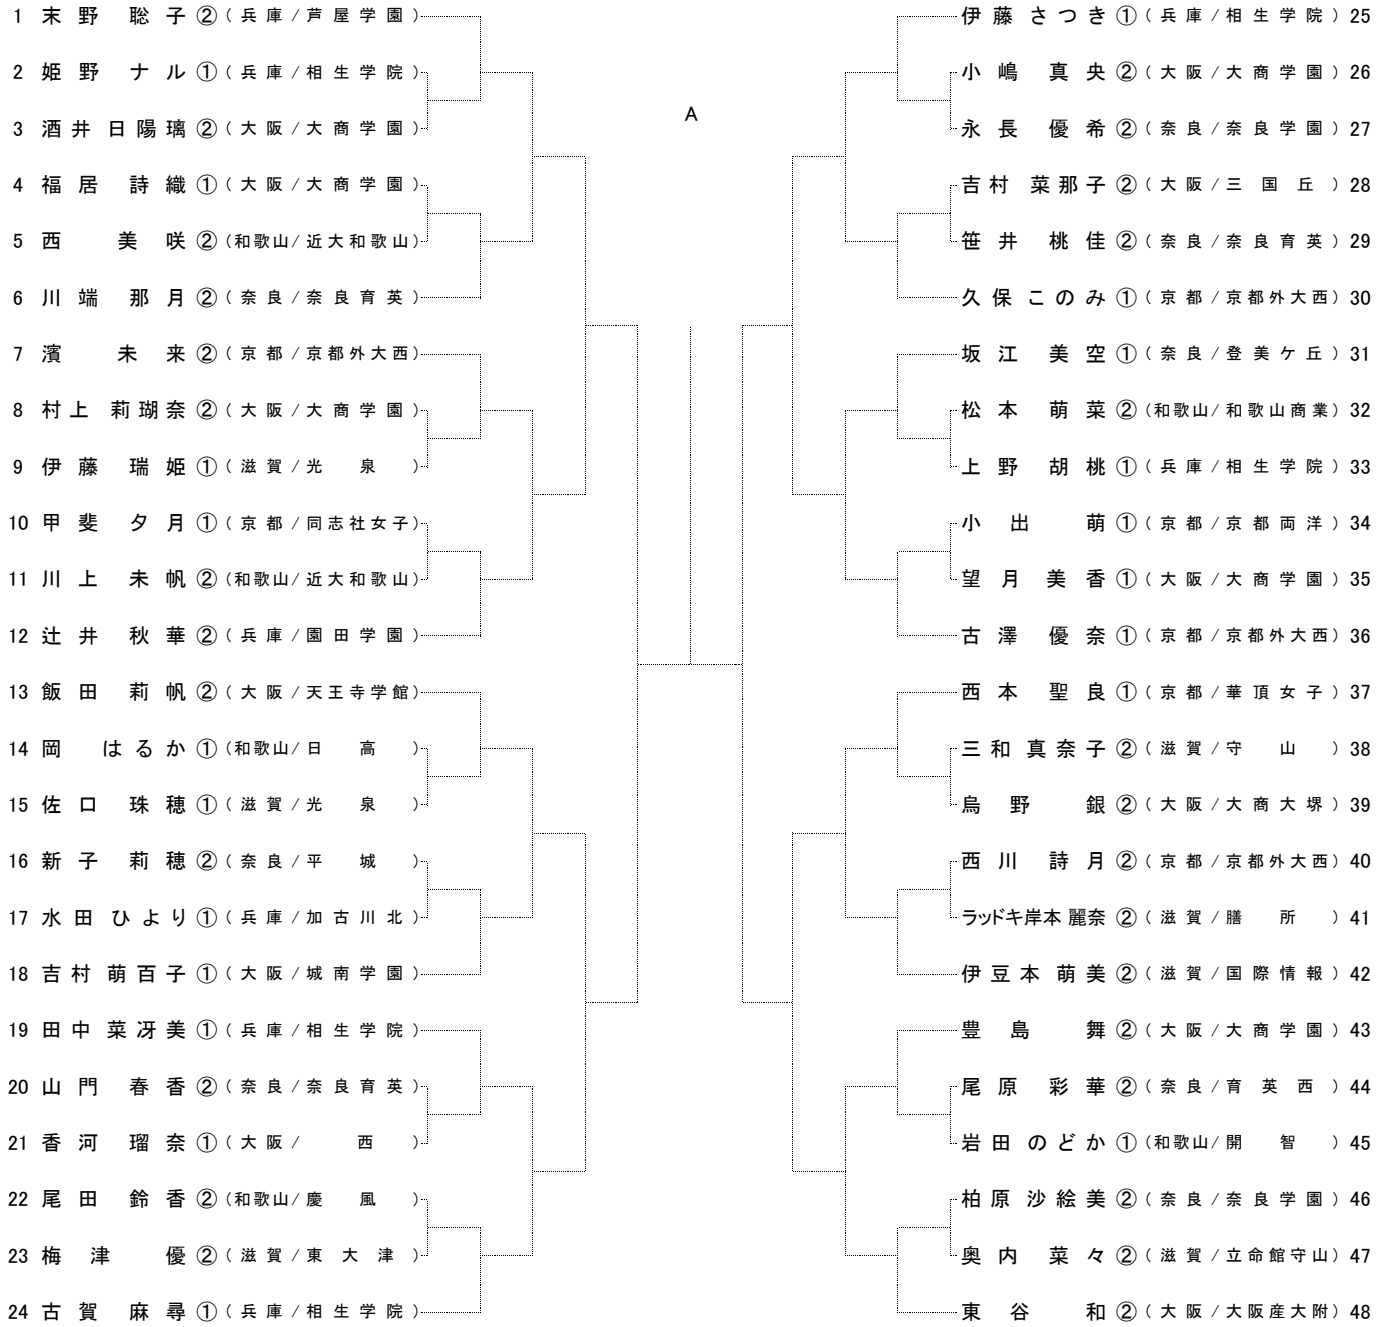 1 末野 聡子 ② (兵庫/芦屋学園)
2 姫野 ナル ① (兵庫/相生学院)
3 酒井 日陽璃 ② (大阪/大商学園)
4 福居 詩織 ① (大阪/大商学園)
5 西 美咲 ② (和歌山/近大和歌山)
6 川端 那月 ② (奈良/奈良育英)
7 濱 未来 ② (京都/京都外大西)
8 村上 莉瑚奈 ② (大阪/大商学園)
9 伊藤 瑞姫 ① (滋賀/光泉)
10 甲斐 夕月 ① (京都/同志社女子)
11 川上 未帆 ② (和歌山/近大和歌山)
12 辻井 秋華 ② (兵庫/園田学園)
13 飯田 莉帆 ② (大阪/天王寺学館)
14 岡 はるか ① (和歌山/日高)
15 佐口 珠穂 ① (滋賀/光泉)
16 新子 莉穂 ② (奈良/平城)
17 水田 ひより ① (兵庫/加古川北)
18 吉村 萌百子 ① (大阪/城南学園)
19 田中 菜冴美 ① (兵庫/相生学院)
20 山門 春香 ② (奈良/奈良育英)
21 香河 瑠奈 ① (大阪/西)
22 尾田 鈴香 ② (和歌山/慶風)
23 梅津 優 ② (滋賀/東大津)
24 古賀 麻尋 ① (兵庫/相生学院)
A
伊藤 さつき ① (兵庫/相生学院) 25
小嶋 真央 ② (大阪/大商学園) 26
永長 優希 ② (奈良/奈良学園) 27
吉村 菜那子 ② (大阪/三国丘) 28
笹井 桃佳 ② (奈良/奈良育英) 29
久保 このみ ① (京都/京都外大西) 30
坂江 美空 ① (奈良/登美ケ丘) 31
松本 萌菜 ② (和歌山/和歌山商業) 32
上野 胡桃 ① (兵庫/相生学院) 33
小出 萌 ① (京都/京都両洋) 34
望月 美香 ① (大阪/大商学園) 35
古澤 優奈 ① (京都/京都外大西) 36
西本 聖良 ① (京都/華頂女子) 37
三和 真奈子 ② (滋賀/守山) 38
烏野 銀 ② (大阪/大商大堺) 39
西川 詩月 ② (京都/京都外大西) 40
ラッドキ岸本 麗奈 ② (滋賀/膳所) 41
伊豆本 萌美 ② (滋賀/国際情報) 42
豊島 舞 ② (大阪/大商学園) 43
尾原 彩華 ② (奈良/育英西) 44
岩田 のどか ① (和歌山/開智) 45
柏原 沙絵美 ② (奈良/奈良学園) 46
奥内 菜々 ② (滋賀/立命館守山) 47
東谷 和 ② (大阪/大阪産大附) 48